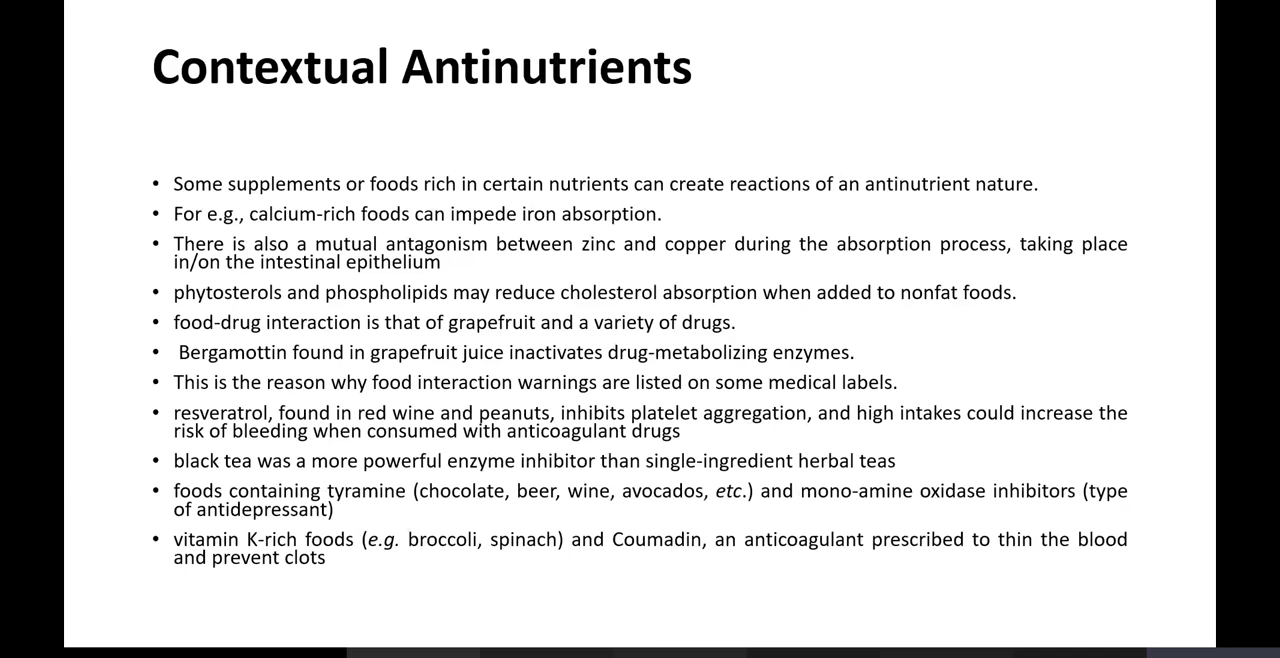 Contextual Antinutrients
• Some supplements or foods rich in certain nutrients can create reactions of an antinutrient nature.
• For e.g., calcium-rich foods can impede iron absorption.
• There is also a mutual antagonism between zinc and copper during the absorption process, taking place
in/on the intestinal epithelium
• phytosterols and phospholipids may reduce cholesterol absorption when added to nonfat foods.
• food-drug interaction is that of grapefruit and a variety of drugs.
• Bergamottin found in grapefruit juice inactivates drug-metabolizing enzymes.
• This is the reason why food interaction warnings are listed on some medical labels.
• resveratrol, found in red wine and peanuts, inhibits platelet aggregation, and high intakes could increase the
risk of bleeding when consumed with anticoagulant drugs
• black tea was a more powerful enzyme inhibitor than single-ingredient herbal teas
• foods containing tyramine (chocolate, beer, wine, avocados, etc.) and mono-amine oxidase inhibitors (type
of antidepressant)
• vitamin K-rich foods (e.g. broccoli, spinach) and Coumadin, an anticoagulant prescribed to thin the blood
and prevent clots